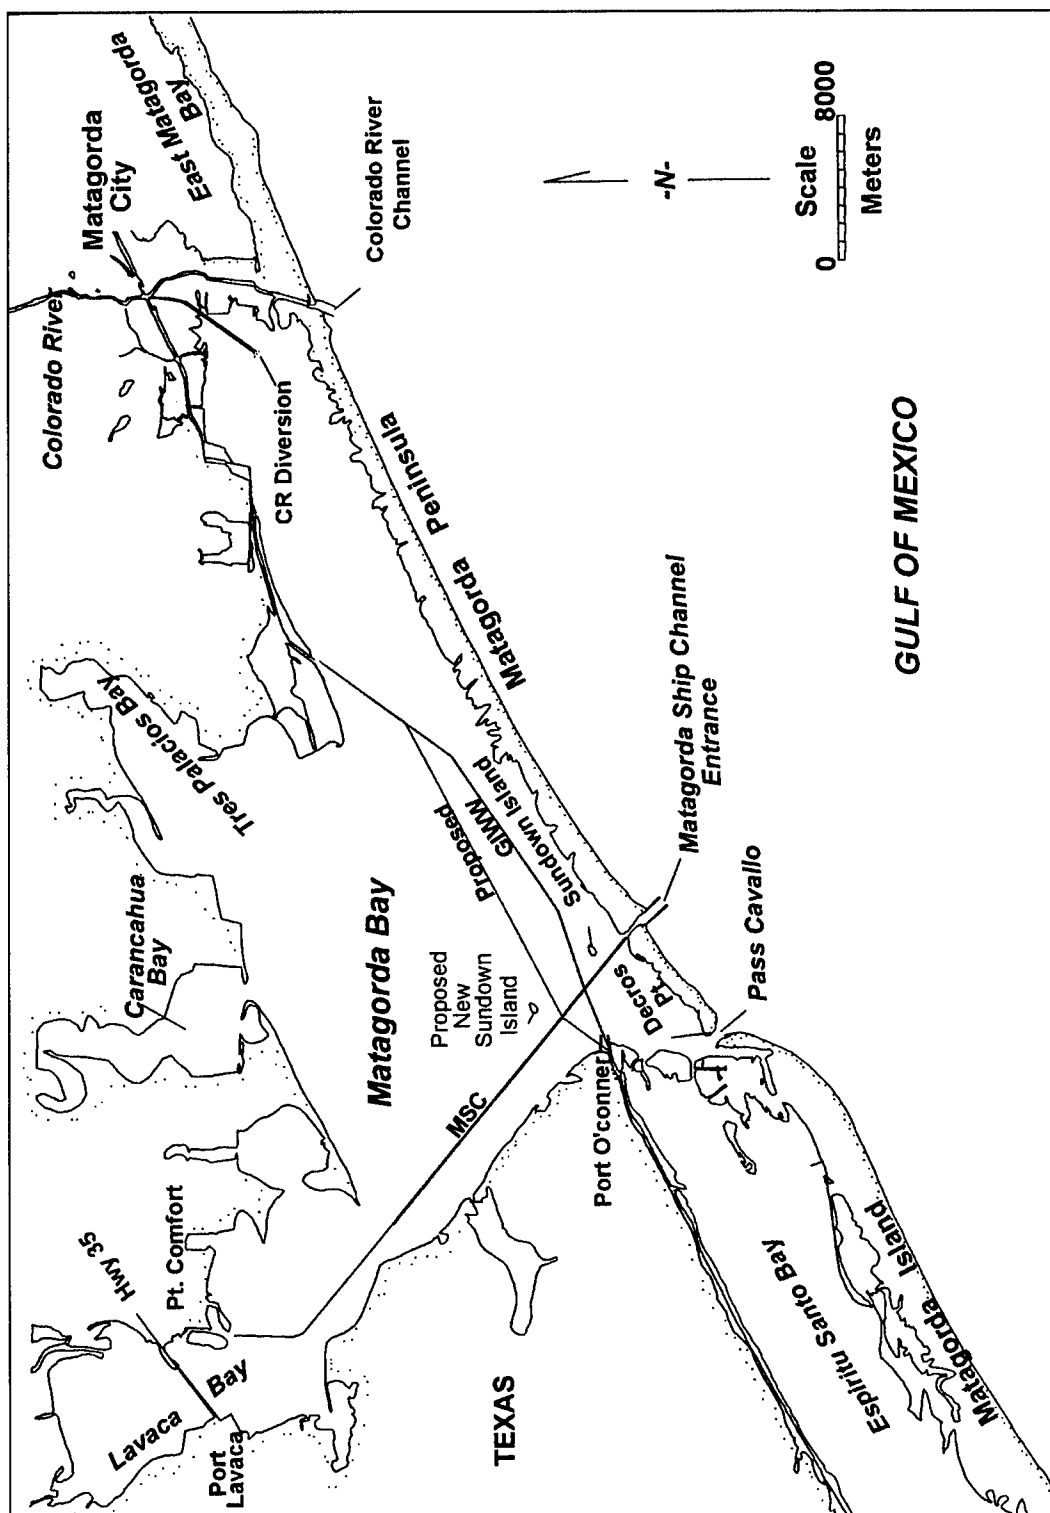 East Matagorda
Bay
Matagorda
City
Colorado River
Colorado River
Channel
CR Diversion
-N-
Scale
0
8000
Meters
Matagorda Peninsula
GULF OF MEXICO
Tres Palacios Bay
Carancahua
Bay
Matagorda Bay
Proposed
GIWW
Sundown Island
Proposed
New
Sundown
Island
Matagorda Ship Channel
Entrance
Decros
Pt.
Pass Cavallo
MSC
Port O'conner
Hwy 35
Pt. Comfort
Lavaca Bay
Port
Lavaca
TEXAS
Espiritu Santo Bay
Matagorda Island